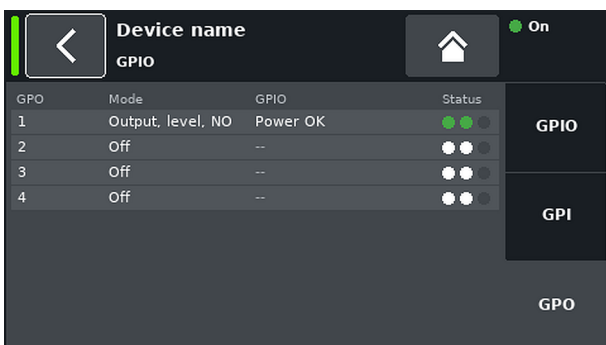 Device name
GPIO
On
GPO Mode GPIO Status
1 Output, level, NO Power OK
2 Off --
3 Off --
4 Off --
GPIO
GPI
GPO